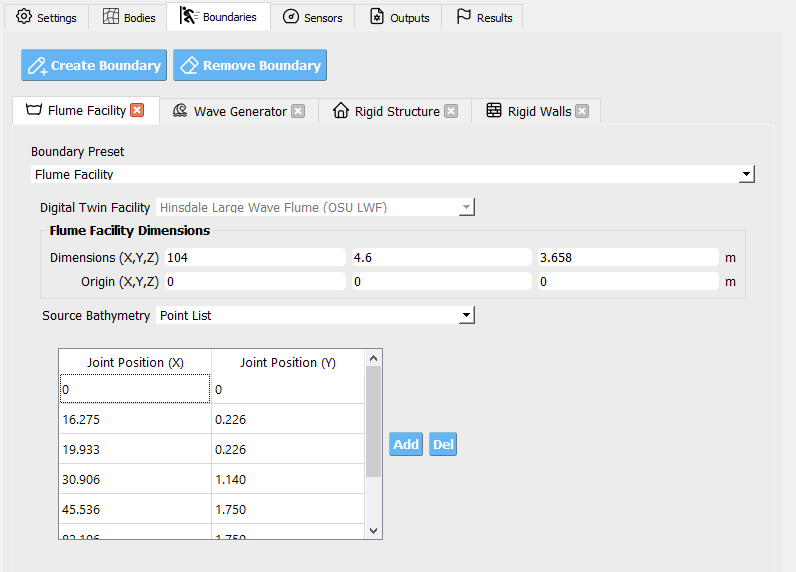 Settings Bodies Boundaries Sensors Outputs Results
Create Boundary Remove Boundary
Flume Facility Wave Generator Rigid Structure Rigid Walls
Boundary Preset
Flume Facility
Digital Twin Facility Hinsdale Large Wave Flume (OSU LWF)
Flume Facility Dimensions
Dimensions (X,Y,Z) 104 4.6 3.658 m
Origin (X,Y,Z) 0 0 0 m
Source Bathymetry Point List
Joint Position (X) Joint Position (Y)
0 0
16.275 0.226
19.933 0.226
Add Del
30.906 1.140
45.536 1.750
82.106 1.750